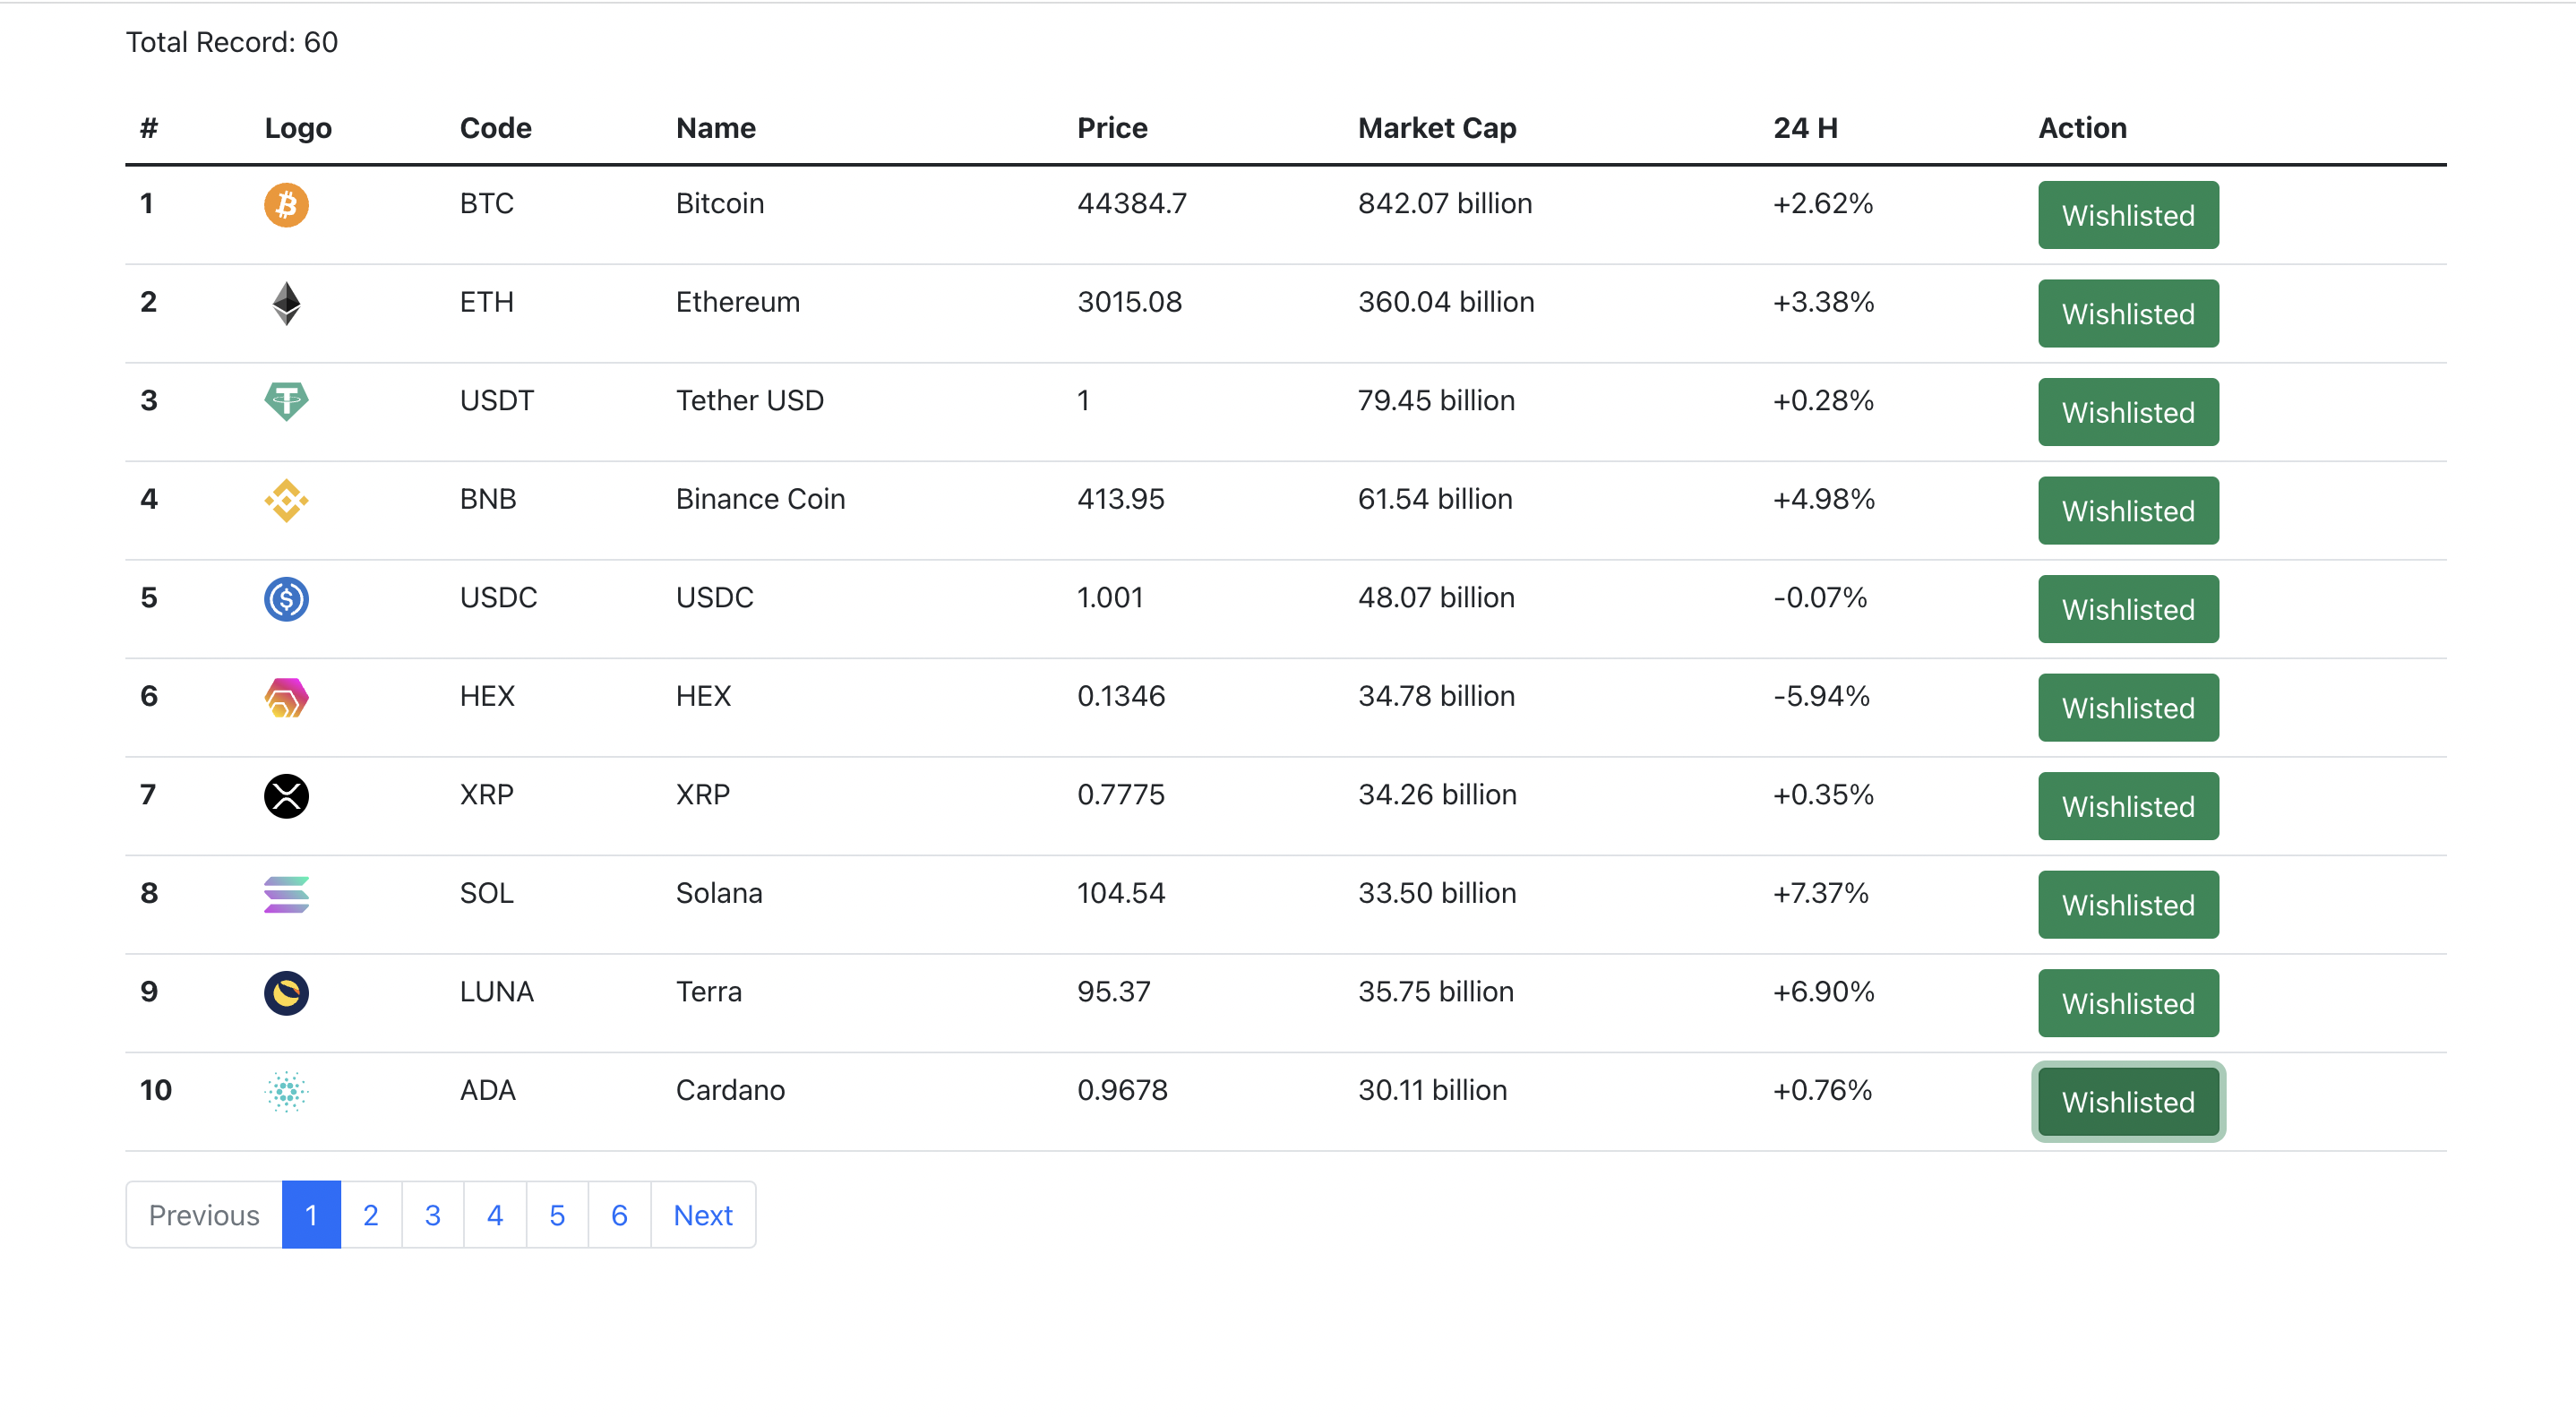 Total Record: 60
# Logo Code Name Price Market Cap 24 H Action
1 BTC Bitcoin 44384.7 842.07 billion +2.62% Wishlisted
2 ETH Ethereum 3015.08 360.04 billion +3.38% Wishlisted
3 USDT Tether USD 1 79.45 billion +0.28% Wishlisted
4 BNB Binance Coin 413.95 61.54 billion +4.98% Wishlisted
5 USDC USDC 1.001 48.07 billion -0.07% Wishlisted
6 HEX HEX 0.1346 34.78 billion -5.94% Wishlisted
7 XRP XRP 0.7775 34.26 billion +0.35% Wishlisted
8 SOL Solana 104.54 33.50 billion +7.37% Wishlisted
9 LUNA Terra 95.37 35.75 billion +6.90% Wishlisted
10 ADA Cardano 0.9678 30.11 billion +0.76% Wishlisted
Previous 1 2 3 4 5 6 Next